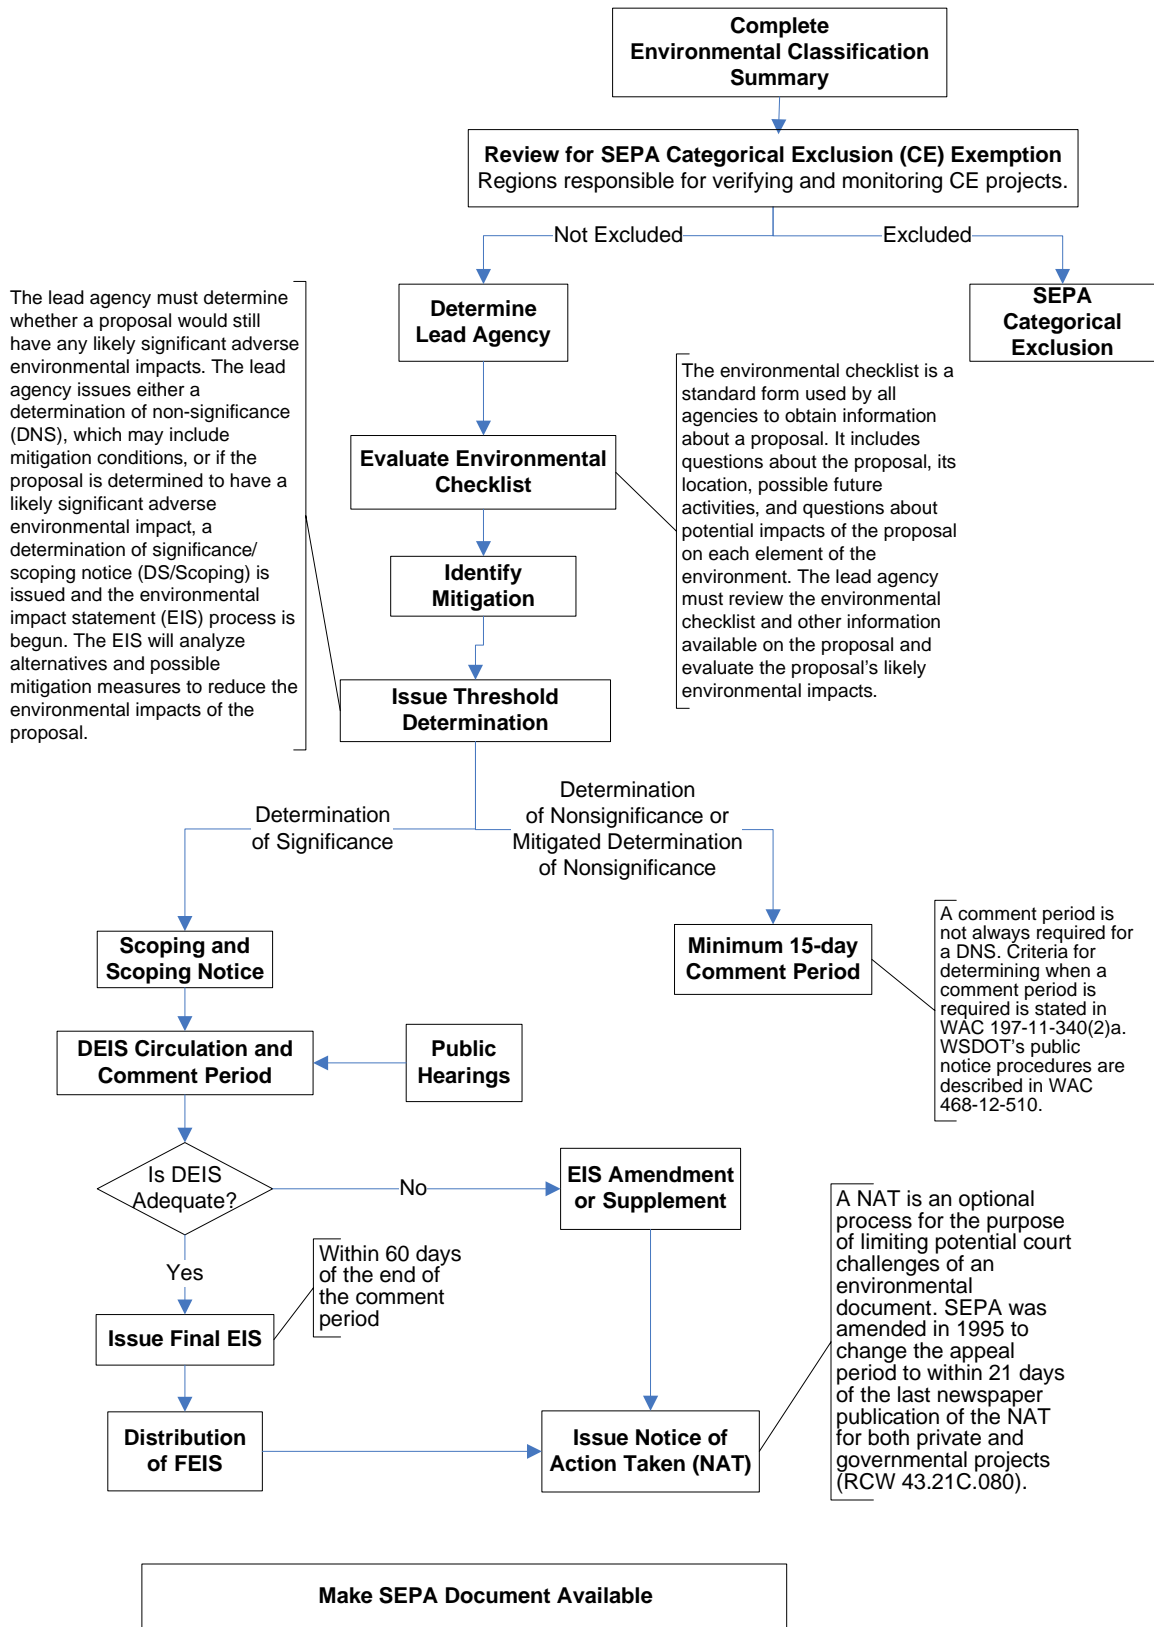 Complete
Environmental Classification
Summary
Review for SEPA Categorical Exclusion (CE) Exemption
Regions responsible for verifying and monitoring CE projects.
Not Excluded
Excluded
Determine
Lead Agency
SEPA
Categorical
Exclusion
The lead agency must determine
whether a proposal would still
have any likely significant adverse
environmental impacts. The lead
agency issues either a
determination of non-significance
(DNS), which may include
mitigation conditions, or if the
proposal is determined to have a
likely significant adverse
environmental impact, a
determination of significance/
scoping notice (DS/Scoping) is
issued and the environmental
impact statement (EIS) process is
begun. The EIS will analyze
alternatives and possible
mitigation measures to reduce the
environmental impacts of the
proposal.
The environmental checklist is a
standard form used by all
agencies to obtain information
about a proposal. It includes
questions about the proposal, its
location, possible future
activities, and questions about
potential impacts of the proposal
on each element of the
environment. The lead agency
must review the environmental
checklist and other information
available on the proposal and
evaluate the proposal’s likely
environmental impacts.
Evaluate Environmental
Checklist
Identify
Mitigation
Issue Threshold
Determination
Determination
of Significance
Determination
of Nonsignificance or
Mitigated Determination
of Nonsignificance
Scoping and
Scoping Notice
Minimum 15-day
Comment Period
A comment period is
not always required for
a DNS. Criteria for
determining when a
comment period is
required is stated in
WAC 197-11-340(2)a.
WSDOT’s public
notice procedures are
described in WAC
468-12-510.
DEIS Circulation and
Comment Period
Public
Hearings
Is DEIS
Adequate?
No
EIS Amendment
or Supplement
Yes
Within 60 days
of the end of
the comment
period
Issue Final EIS
A NAT is an optional
process for the purpose
of limiting potential court
challenges of an
environmental
document. SEPA was
amended in 1995 to
change the appeal
period to within 21 days
of the last newspaper
publication of the NAT
for both private and
governmental projects
(RCW 43.21C.080).
Distribution
of FEIS
Issue Notice of
Action Taken (NAT)
Make SEPA Document Available